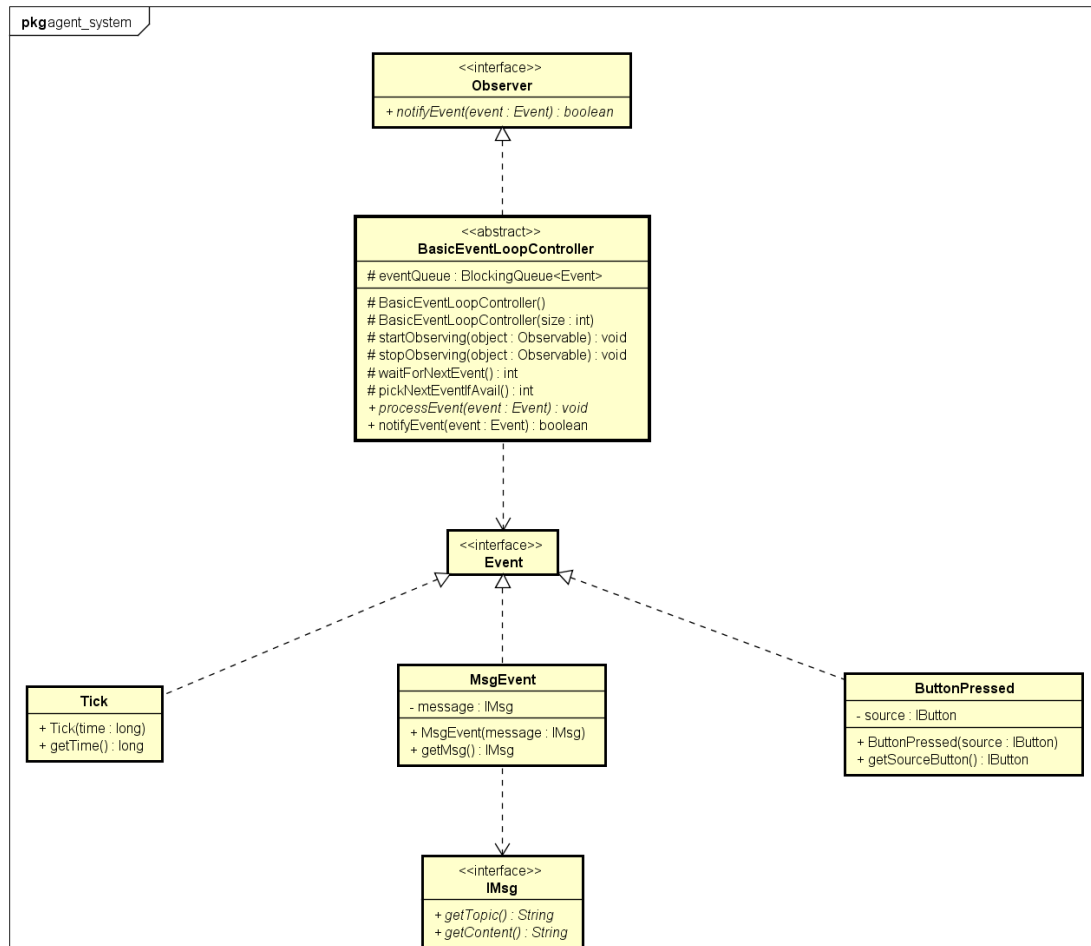 pkg agent_system
<<interface>>
Observer
+ notifyEvent(event : Event) : boolean
<<abstract>>
BasicEventLoopController
# eventQueue : BlockingQueue<Event>
# BasicEventLoopController()
# BasicEventLoopController(size : int)
# startObserving(object : Observable) : void
# stopObserving(object : Observable) : void
# waitForNextEvent() : int
# pickNextEventIfAvail() : int
+ processEvent(event : Event) : void
+ notifyEvent(event : Event) : boolean
<<interface>>
Event
Tick
+ Tick(time : long)
+ getTime() : long
MsgEvent
- message : IMsg
+ MsgEvent(message : IMsg)
+ getMsg() : IMsg
ButtonPressed
- source : IButton
+ ButtonPressed(source : IButton)
+ getSourceButton() : IButton
<<interface>>
IMsg
+ getTopic() : String
+ getContent() : String